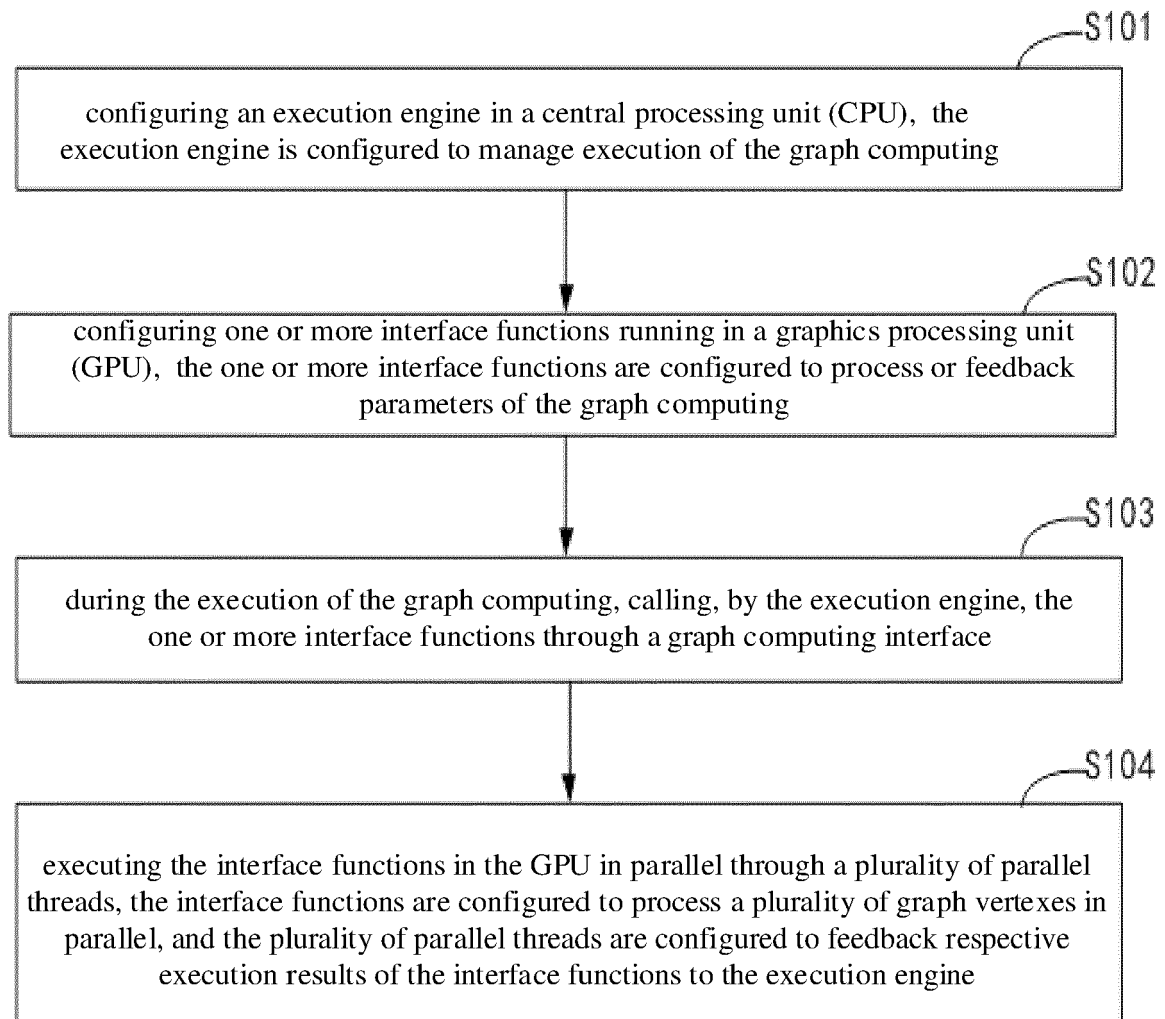 S101
configuring an execution engine in a central processing unit (CPU), the
execution engine is configured to manage execution of the graph computing
S102
configuring one or more interface functions running in a graphics processing unit
(GPU), the one or more interface functions are configured to process or feedback
parameters of the graph computing
S103
during the execution of the graph computing, calling, by the execution engine, the
one or more interface functions through a graph computing interface
S104
executing the interface functions in the GPU in parallel through a plurality of parallel
threads, the interface functions are configured to process a plurality of graph vertexes in
parallel, and the plurality of parallel threads are configured to feedback respective
execution results of the interface functions to the execution engine